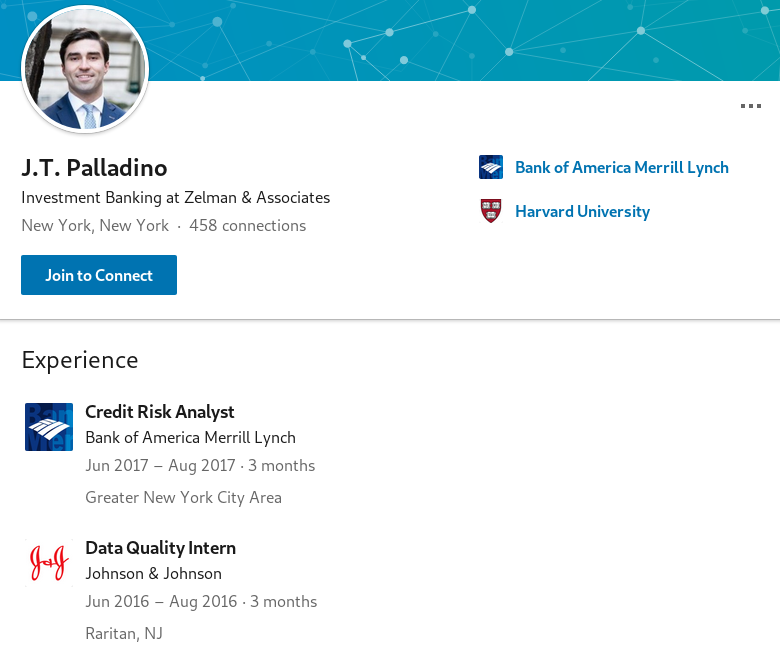 J.T. Palladino
Investment Banking at Zelman & Associates
New York, New York · 458 connections
Join to Connect
Bank of America Merrill Lynch
Harvard University
Experience
Credit Risk Analyst
Bank of America Merrill Lynch
Jun 2017 – Aug 2017 · 3 months
Greater New York City Area
J&J
Data Quality Intern
Johnson & Johnson
Jun 2016 – Aug 2016 · 3 months
Raritan, NJ